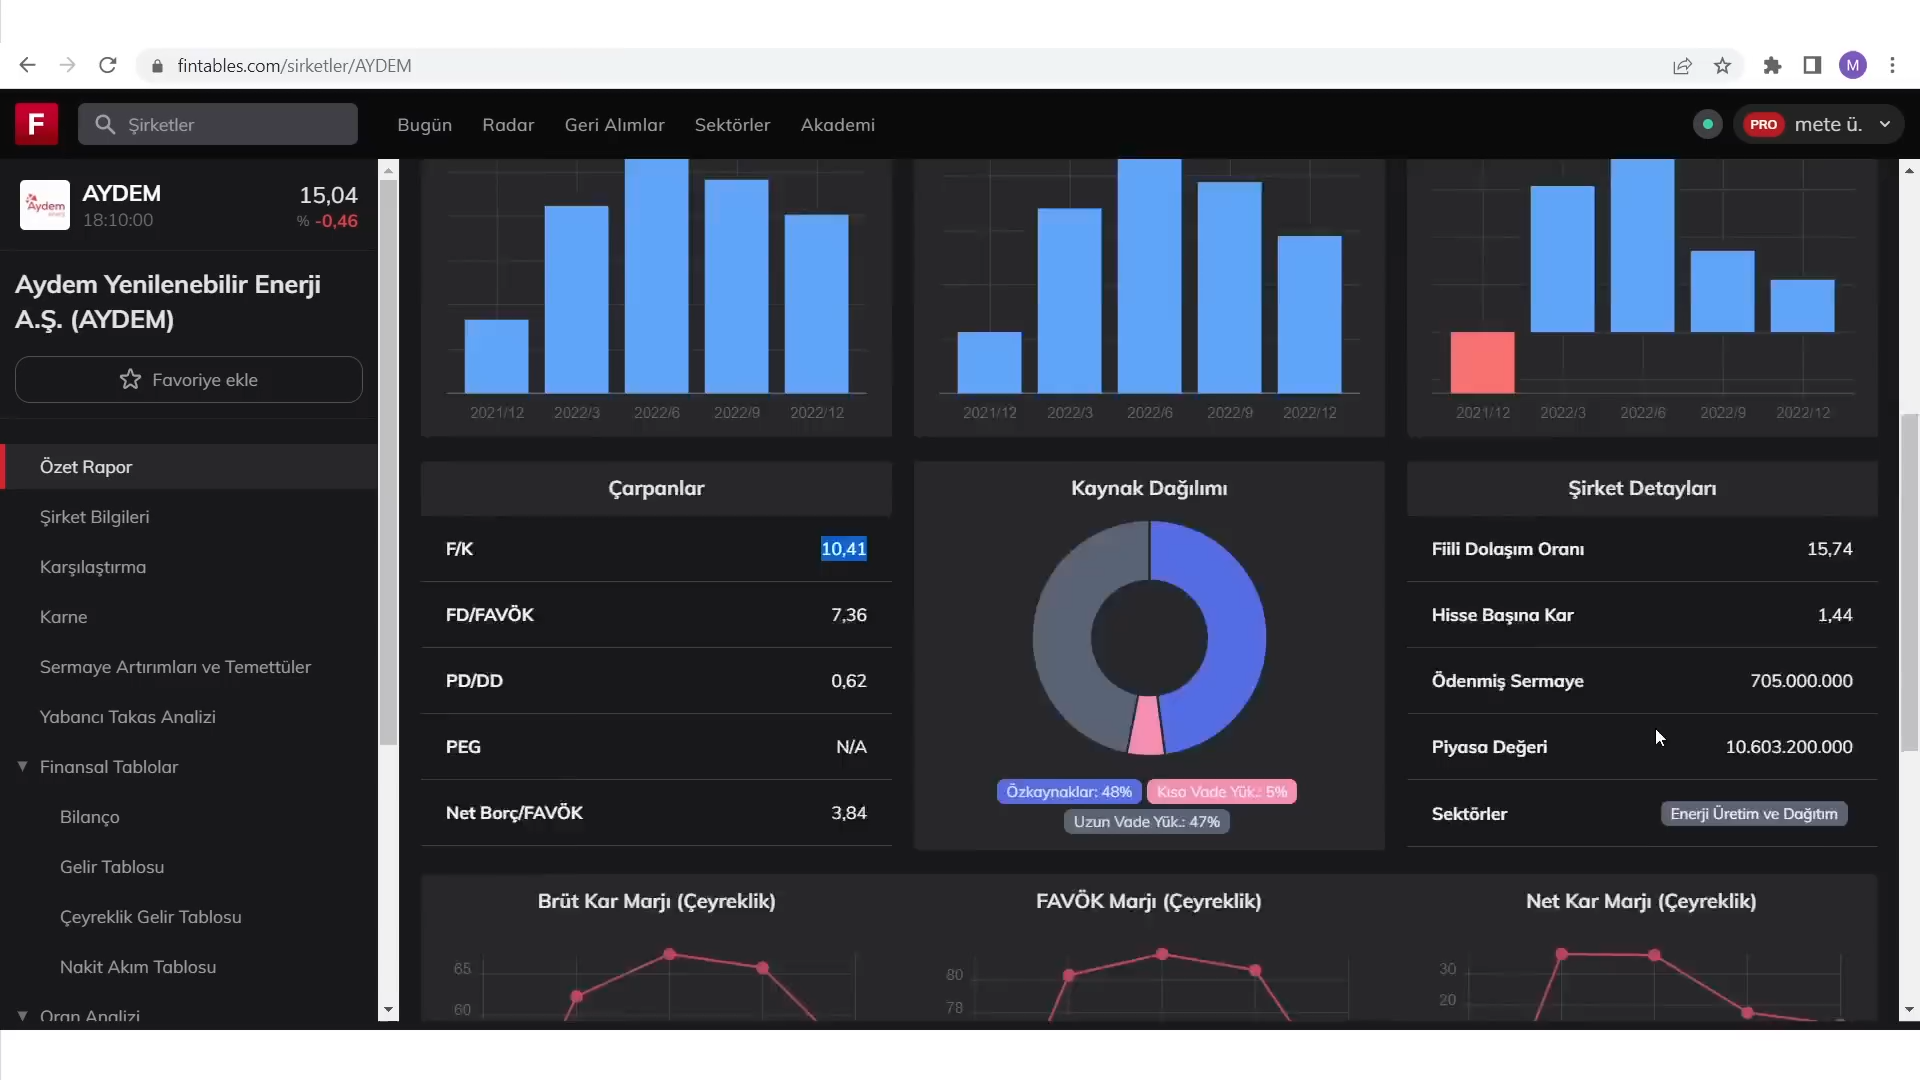 fintables.com/sirketler/AYDEM
M
F
Şirketler
Bugün
Radar
Geri Alımlar
Sektörler
Akademi
PRO
mete ü.
Aydem
AYDEM
15,04
18:10:00
% -0,46
Aydem Yenilenebilir Enerji
A.Ş. (AYDEM)
Favoriye ekle
Özet Rapor
Şirket Bilgileri
Karşılaştırma
Karne
Sermaye Artırımları ve Temettüler
Yabancı Takas Analizi
Finansal Tablolar
Bilanço
Gelir Tablosu
Çeyreklik Gelir Tablosu
Nakit Akım Tablosu
Oran Analizi
2021/12 2022/3 2022/6 2022/9 2022/12
2021/12 2022/3 2022/6 2022/9 2022/12
2021/12 2022/3 2022/6 2022/9 2022/12
Çarpanlar
F/K 10,41
FD/FAVÖK 7,36
PD/DD 0,62
PEG N/A
Net Borç/FAVÖK 3,84
Kaynak Dağılımı
Özkaynaklar: 48% Kısa Vade Yük.: 5%
Uzun Vade Yük.: 47%
Şirket Detayları
Fiili Dolaşım Oranı 15,74
Hisse Başına Kar 1,44
Ödenmiş Sermaye 705.000.000
Piyasa Değeri 10.603.200.000
Sektörler Enerji Üretim ve Dağıtım
Brüt Kar Marjı (Çeyreklik)
65
60
FAVÖK Marjı (Çeyreklik)
80
78
Net Kar Marjı (Çeyreklik)
30
20